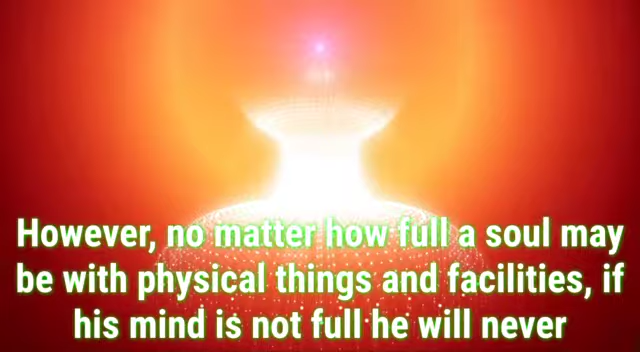 However, no matter how full a soul may
be with physical things and facilities, if
his mind is not full he will never